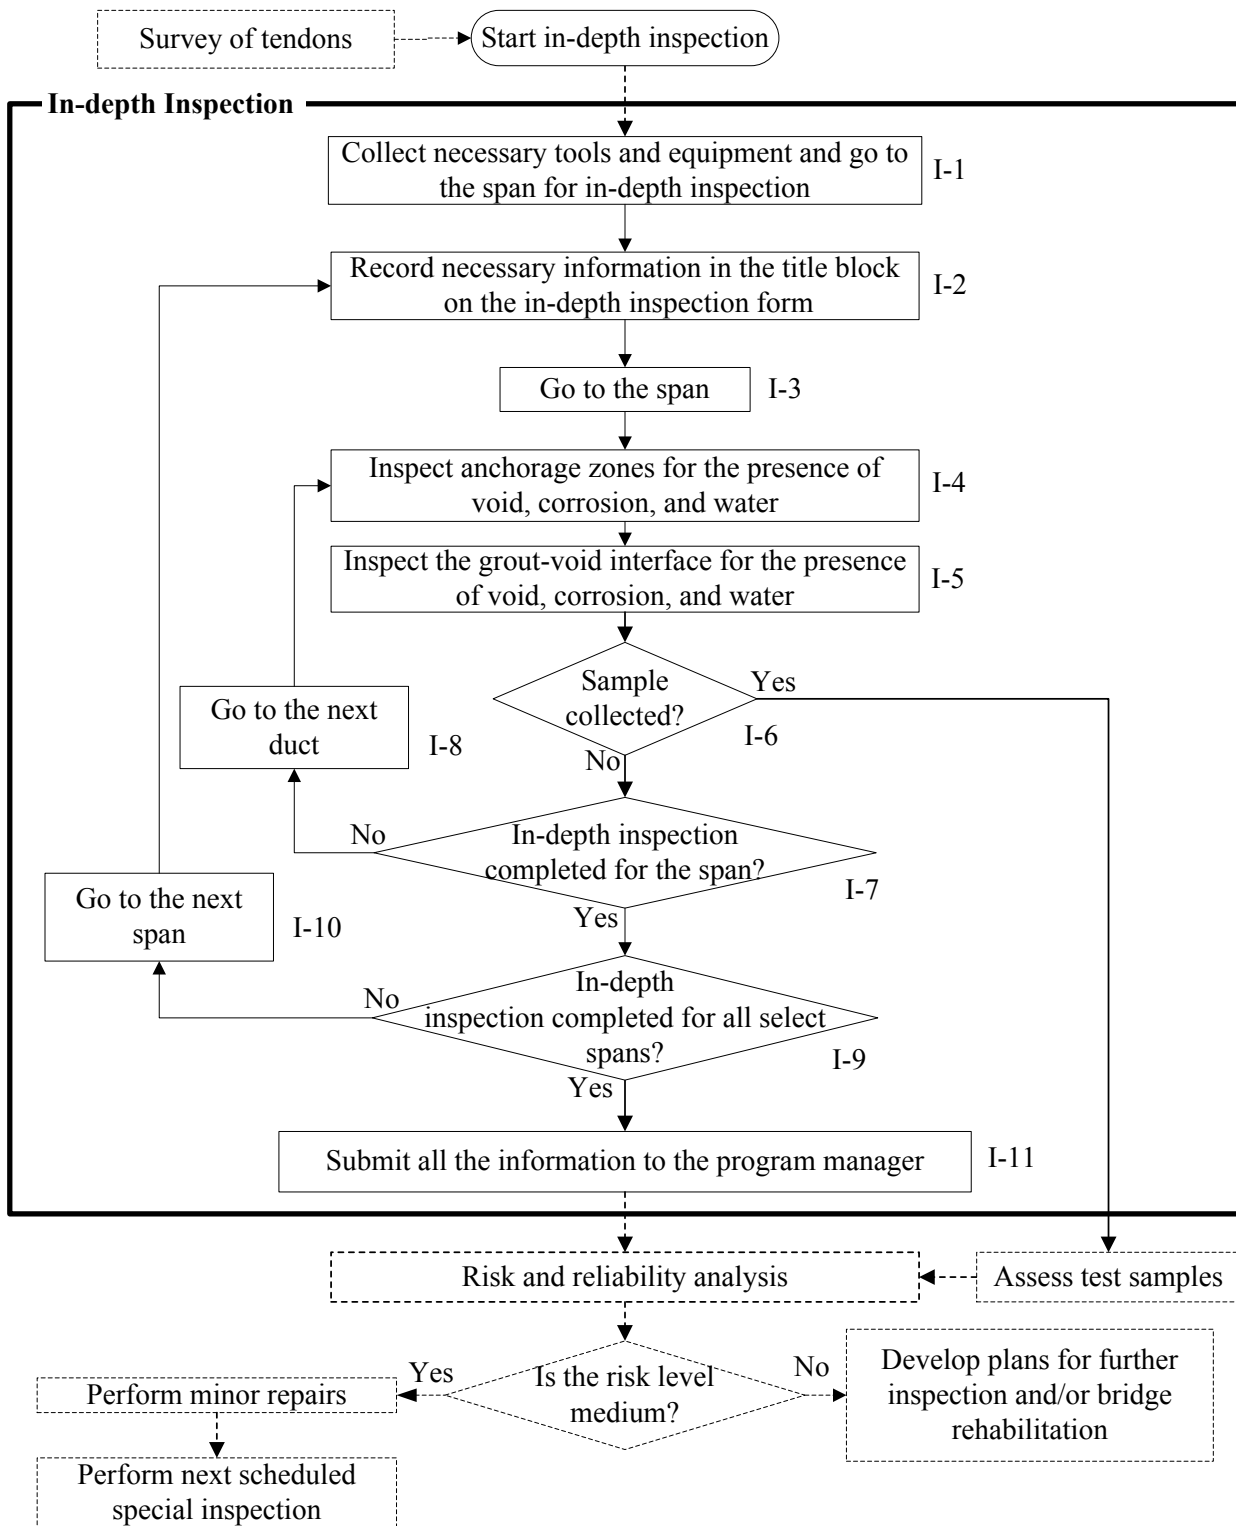 Survey of tendons
Start in-depth inspection
In-depth Inspection
Collect necessary tools and equipment and go to
the span for in-depth inspection
I-1
Record necessary information in the title block
on the in-depth inspection form
I-2
Go to the span
I-3
Inspect anchorage zones for the presence of
void, corrosion, and water
I-4
Inspect the grout-void interface for the presence
of void, corrosion, and water
I-5
Sample
collected?
Yes
I-6
No
Go to the next
duct
I-8
No
In-depth inspection
completed for the span?
I-7
Yes
Go to the next
span
I-10
No
In-depth
inspection completed for all select
spans?
I-9
Yes
Submit all the information to the program manager
I-11
Risk and reliability analysis
Assess test samples
Is the risk level
medium?
Yes
No
Perform minor repairs
Develop plans for further
inspection and/or bridge
rehabilitation
Perform next scheduled
special inspection